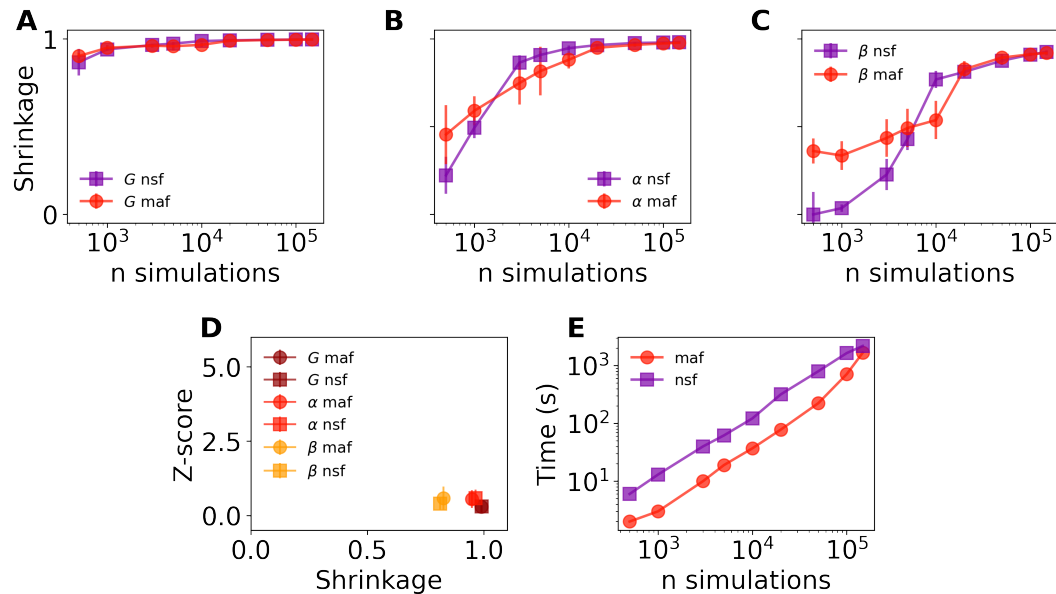 A
B
C
Shrinkage
1
0
G nsf
G maf
10³
10⁴
10⁵
n simulations
α nsf
α maf
10³
10⁴
10⁵
n simulations
β nsf
β maf
10³
10⁴
10⁵
n simulations
D
E
Z-score
5.0
2.5
0.0
G maf
G nsf
α maf
α nsf
β maf
β nsf
0.0
0.5
1.0
Shrinkage
Time (s)
10³
10²
10¹
maf
nsf
10³
10⁴
10⁵
n simulations